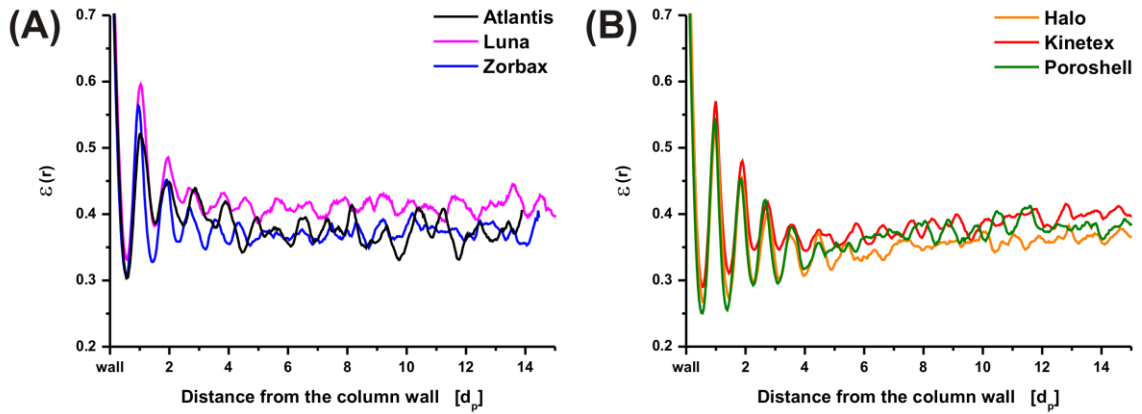 (A)
Atlantis
Luna
Zorbax
0.7
0.6
0.5
0.4
0.3
0.2
ε(r)
wall 2 4 6 8 10 12 14
Distance from the column wall [dp]
(B)
Halo
Kinetex
Poroshell
0.7
0.6
0.5
0.4
0.3
0.2
ε(r)
wall 2 4 6 8 10 12 14
Distance from the column wall [dp]